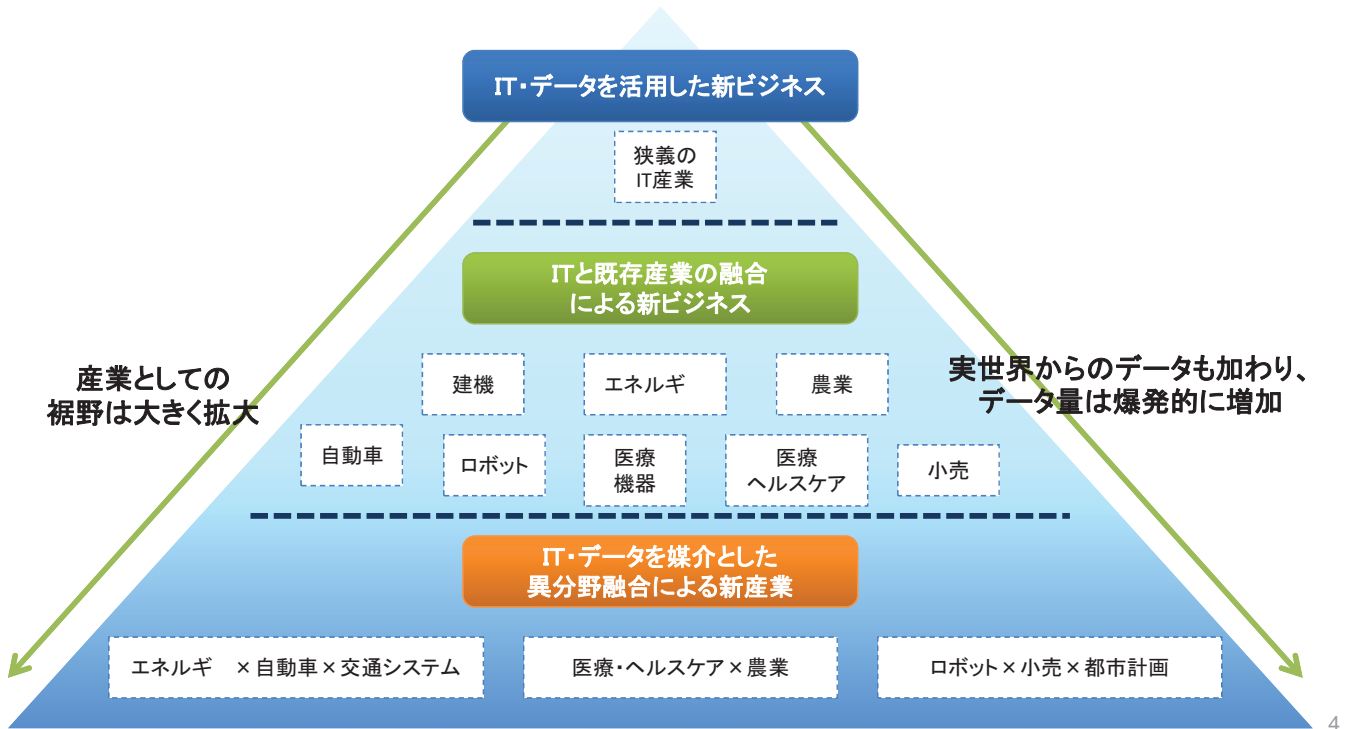 IT・データを活用した新ビジネス
狭義の
IT産業
ITと既存産業の融合
による新ビジネス
産業としての
裾野は大きく拡大
実世界からのデータも加わり、
データ量は爆発的に増加
建機
エネルギ
農業
自動車
ロボット
医療
機器
医療
ヘルスケア
小売
IT・データを媒介とした
異分野融合による新産業
エネルギ ×自動車×交通システム
医療・ヘルスケア×農業
ロボット×小売×都市計画
4